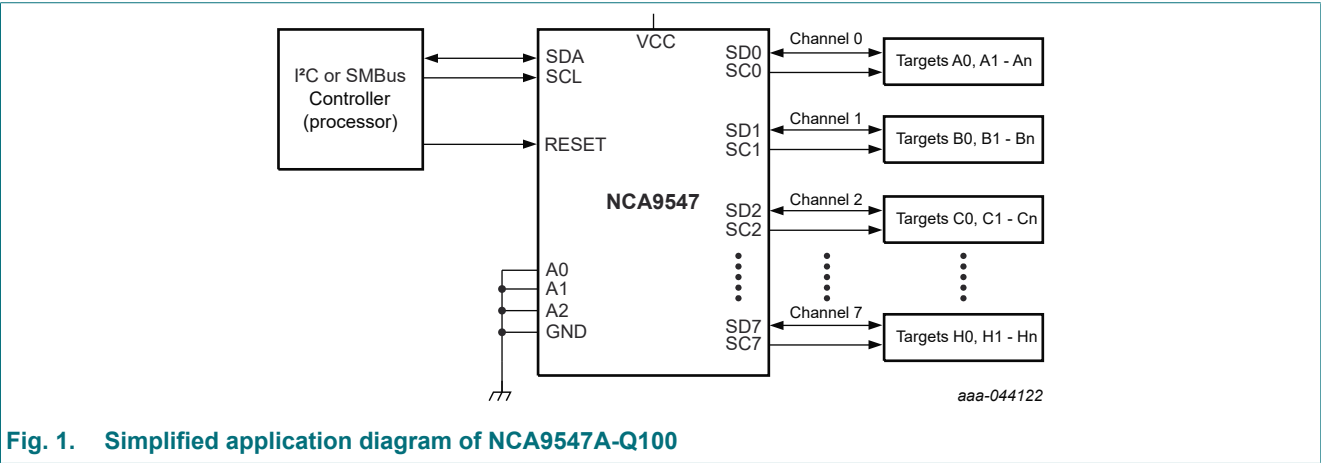 I²C or SMBus
Controller
(processor)
VCC
SDA
SCL
RESET
NCA9547
A0
A1
A2
GND
SD0
SC0
Channel 0
Targets A0, A1 - An
SD1
SC1
Channel 1
Targets B0, B1 - Bn
SD2
SC2
Channel 2
Targets C0, C1 - Cn
SD7
SC7
Channel 7
Targets H0, H1 - Hn
aaa-044122
Fig. 1. Simplified application diagram of NCA9547A-Q100